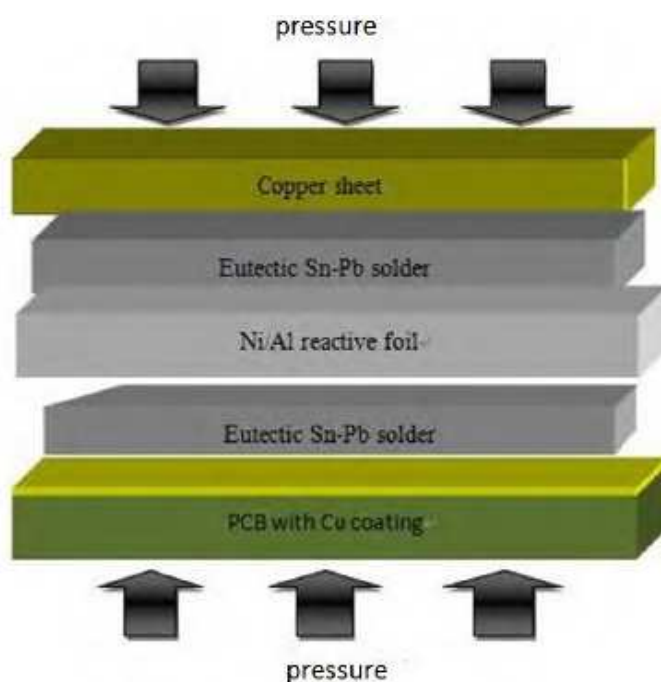 pressure
Copper sheet
Eutectic Sn-Pb solder
Ni/Al reactive foil
Eutectic Sn-Pb solder
PCB with Cu coating
pressure